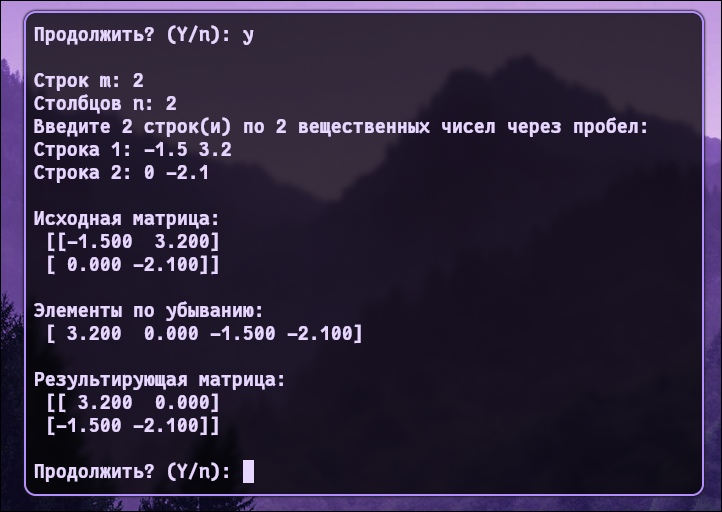 Продолжить? (Y/n): y
Строк m: 2
Столбцов n: 2
Введите 2 строк(и) по 2 вещественных чисел через пробел:
Строка 1: -1.5 3.2
Строка 2: 0 -2.1
Исходная матрица:
[[-1.500  3.200]
[ 0.000 -2.100]]
Элементы по убыванию:
[ 3.200  0.000 -1.500 -2.100]
Результирующая матрица:
[[ 3.200  0.000]
[-1.500 -2.100]]
Продолжить? (Y/n):